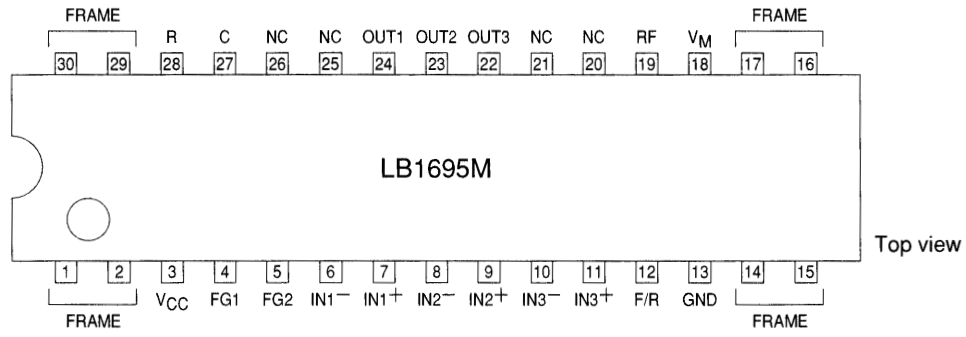 FRAME R C NC NC OUT1 OUT2 OUT3 NC NC RF VM FRAME
30 29 28 27 26 25 24 23 22 21 20 19 18 17 16
LB1695M
Top view
1 2 3 4 5 6 7 8 9 10 11 12 13 14 15
VCC FG1 FG2 IN1− IN1+ IN2− IN2+ IN3− IN3+ F/R GND
FRAME FRAME